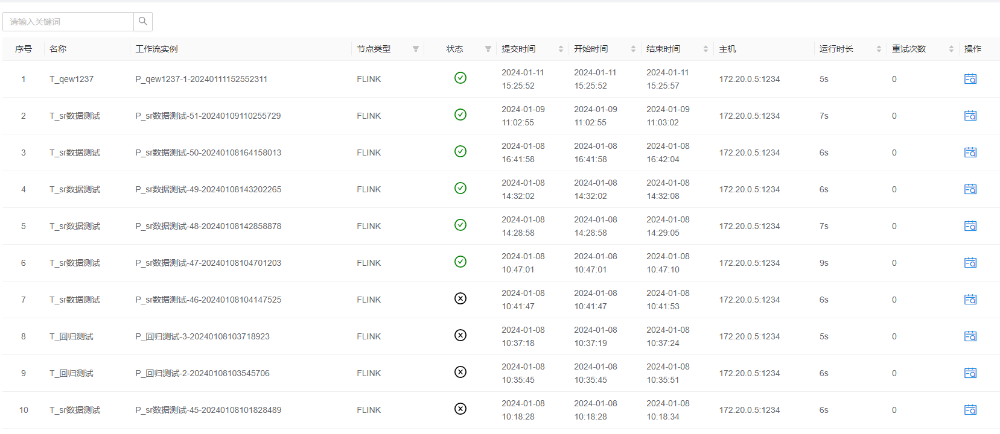 请输入关键词
序号 名称 工作流实例 节点类型 状态 提交时间 开始时间 结束时间 主机 运行时长 重试次数 操作
1 T_qew1237 P_qew1237-1-20240111152552311 FLINK 2024-01-11 15:25:52 2024-01-11 15:25:52 2024-01-11 15:25:57 172.20.0.5:1234 5s 0
2 T_sr数据测试 P_sr数据测试-51-20240109110255729 FLINK 2024-01-09 11:02:55 2024-01-09 11:02:55 2024-01-09 11:03:02 172.20.0.5:1234 7s 0
3 T_sr数据测试 P_sr数据测试-50-20240108164158013 FLINK 2024-01-08 16:41:58 2024-01-08 16:41:58 2024-01-08 16:42:04 172.20.0.5:1234 6s 0
4 T_sr数据测试 P_sr数据测试-49-20240108143202265 FLINK 2024-01-08 14:32:02 2024-01-08 14:32:02 2024-01-08 14:32:08 172.20.0.5:1234 6s 0
5 T_sr数据测试 P_sr数据测试-48-20240108142858878 FLINK 2024-01-08 14:28:58 2024-01-08 14:28:58 2024-01-08 14:29:05 172.20.0.5:1234 7s 0
6 T_sr数据测试 P_sr数据测试-47-20240108104701203 FLINK 2024-01-08 10:47:01 2024-01-08 10:47:01 2024-01-08 10:47:10 172.20.0.5:1234 9s 0
7 T_sr数据测试 P_sr数据测试-46-20240108104147525 FLINK 2024-01-08 10:41:47 2024-01-08 10:41:47 2024-01-08 10:41:53 172.20.0.5:1234 6s 0
8 T_回归测试 P_回归测试-3-20240108103718923 FLINK 2024-01-08 10:37:18 2024-01-08 10:37:19 2024-01-08 10:37:24 172.20.0.5:1234 5s 0
9 T_回归测试 P_回归测试-2-20240108103545706 FLINK 2024-01-08 10:35:45 2024-01-08 10:35:45 2024-01-08 10:35:51 172.20.0.5:1234 6s 0
10 T_sr数据测试 P_sr数据测试-45-20240108101828489 FLINK 2024-01-08 10:18:28 2024-01-08 10:18:28 2024-01-08 10:18:34 172.20.0.5:1234 6s 0